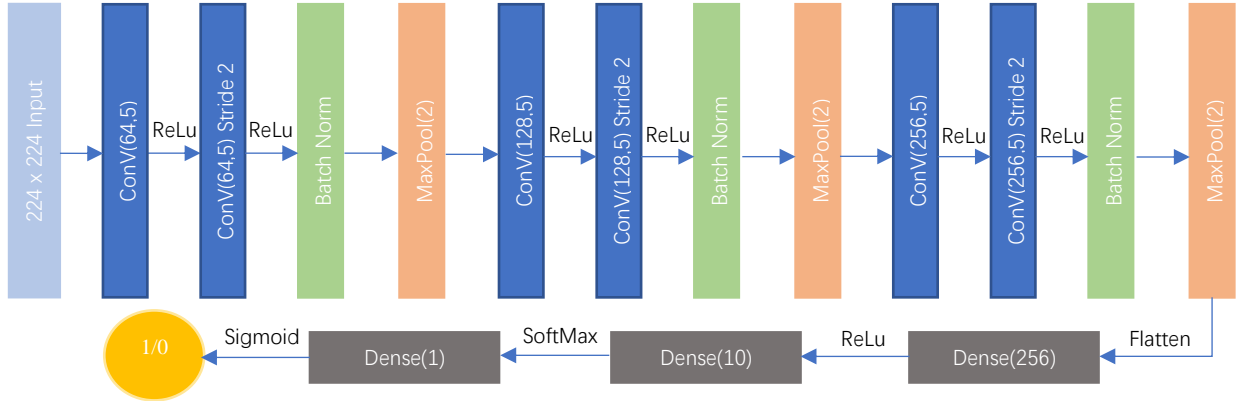 224 x 224 Input
ConV(64,5)
ReLu
ConV(64,5) Stride 2
ReLu
Batch Norm
MaxPool(2)
ConV(128.5)
ReLu
ConV(128,5) Stride 2
ReLu
Batch Norm
MaxPool(2)
ConV(256,5)
ReLu
ConV(256,5) Stride 2
ReLu
Batch Norm
MaxPool(2)
Flatten
Dense(256)
ReLu
Dense(10)
SoftMax
Dense(1)
Sigmoid
1/0